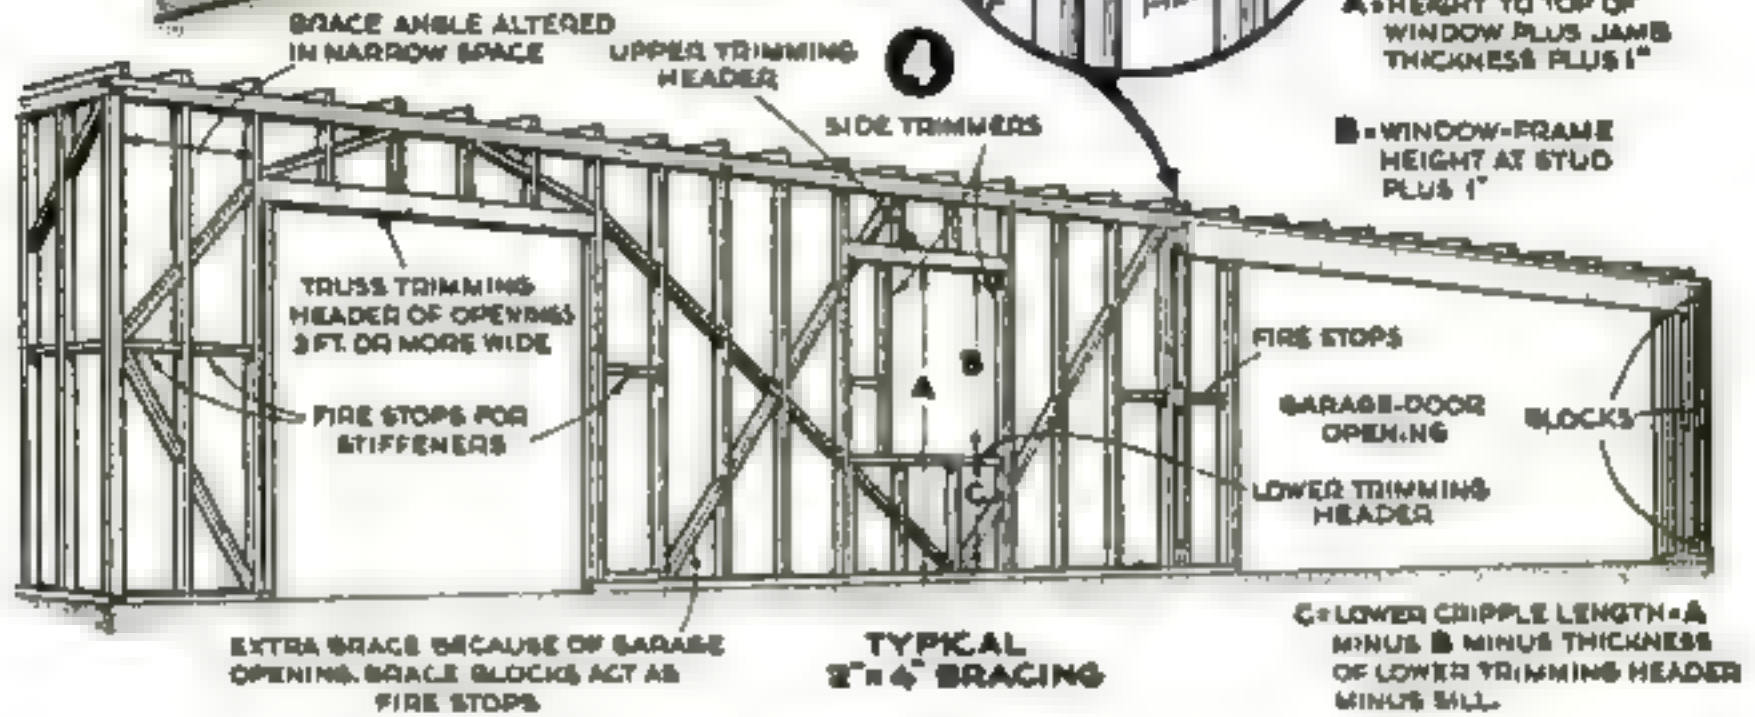 BRACE ANGLE ALTERED
IN NARROW SPACE
UPPER TRIMMING
HEADER
4
SIDE TRIMMERS
A=HEIGHT TO TOP OF
WINDOW PLUS JAMB
THICKNESS PLUS 1"
B=WINDOW-FRAME
HEIGHT AT STUD
PLUS 1"
TRUSS TRIMMING
HEADER OF OPENINGS
3 FT. OR MORE WIDE
FIRE STOPS FOR
STIFFENERS
A
B
C
FIRE STOPS
GARAGE-DOOR
OPENING
BLOCKS
LOWER TRIMMING
HEADER
EXTRA BRACE BECAUSE OF GARAGE
OPENING. BRACE BLOCKS ACT AS
FIRE STOPS
TYPICAL
2"x4" BRACING
C=LOWER CRIPPLE LENGTH=A
MINUS B MINUS THICKNESS
OF LOWER TRIMMING HEADER
MINUS SILL.